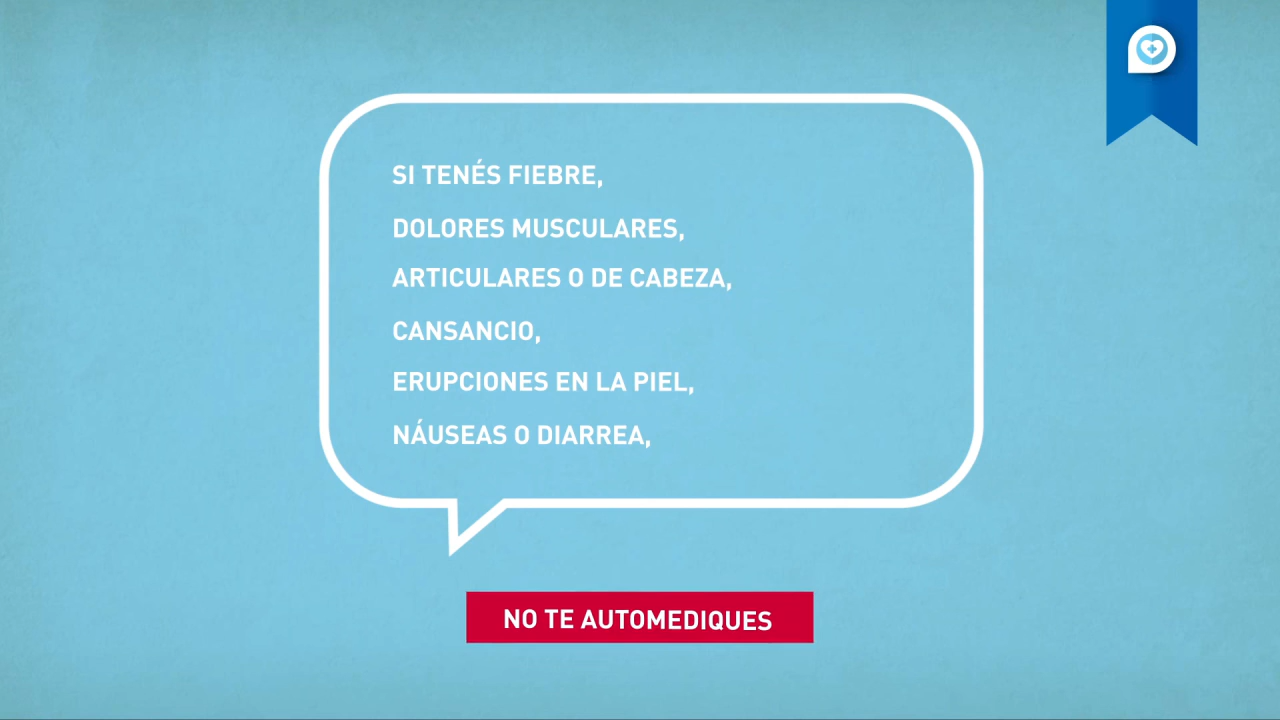 SI TENÉS FIEBRE,
DOLORES MUSCULARES,
ARTICULARES O DE CABEZA,
CANSANCIO,
ERUPCIONES EN LA PIEL,
NÁUSEAS O DIARREA,
NO TE AUTOMEDIQUES